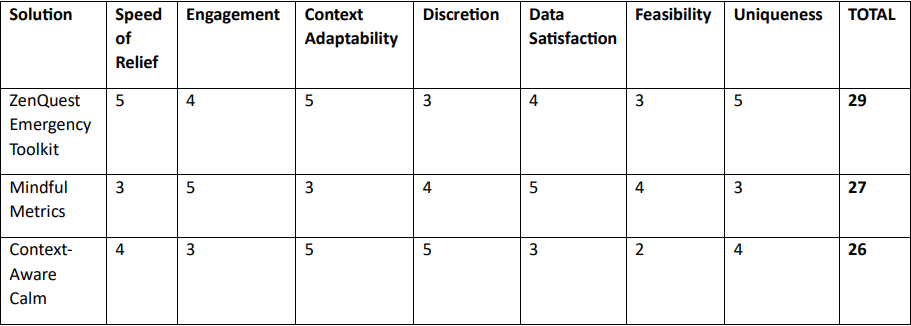 Solution Speed of Relief Engagement Context Adaptability Discretion Data Satisfaction Feasibility Uniqueness TOTAL
ZenQuest Emergency Toolkit 5 4 5 3 4 3 5 29
Mindful Metrics 3 5 3 4 5 4 3 27
Context-Aware Calm 4 3 5 5 3 2 4 26